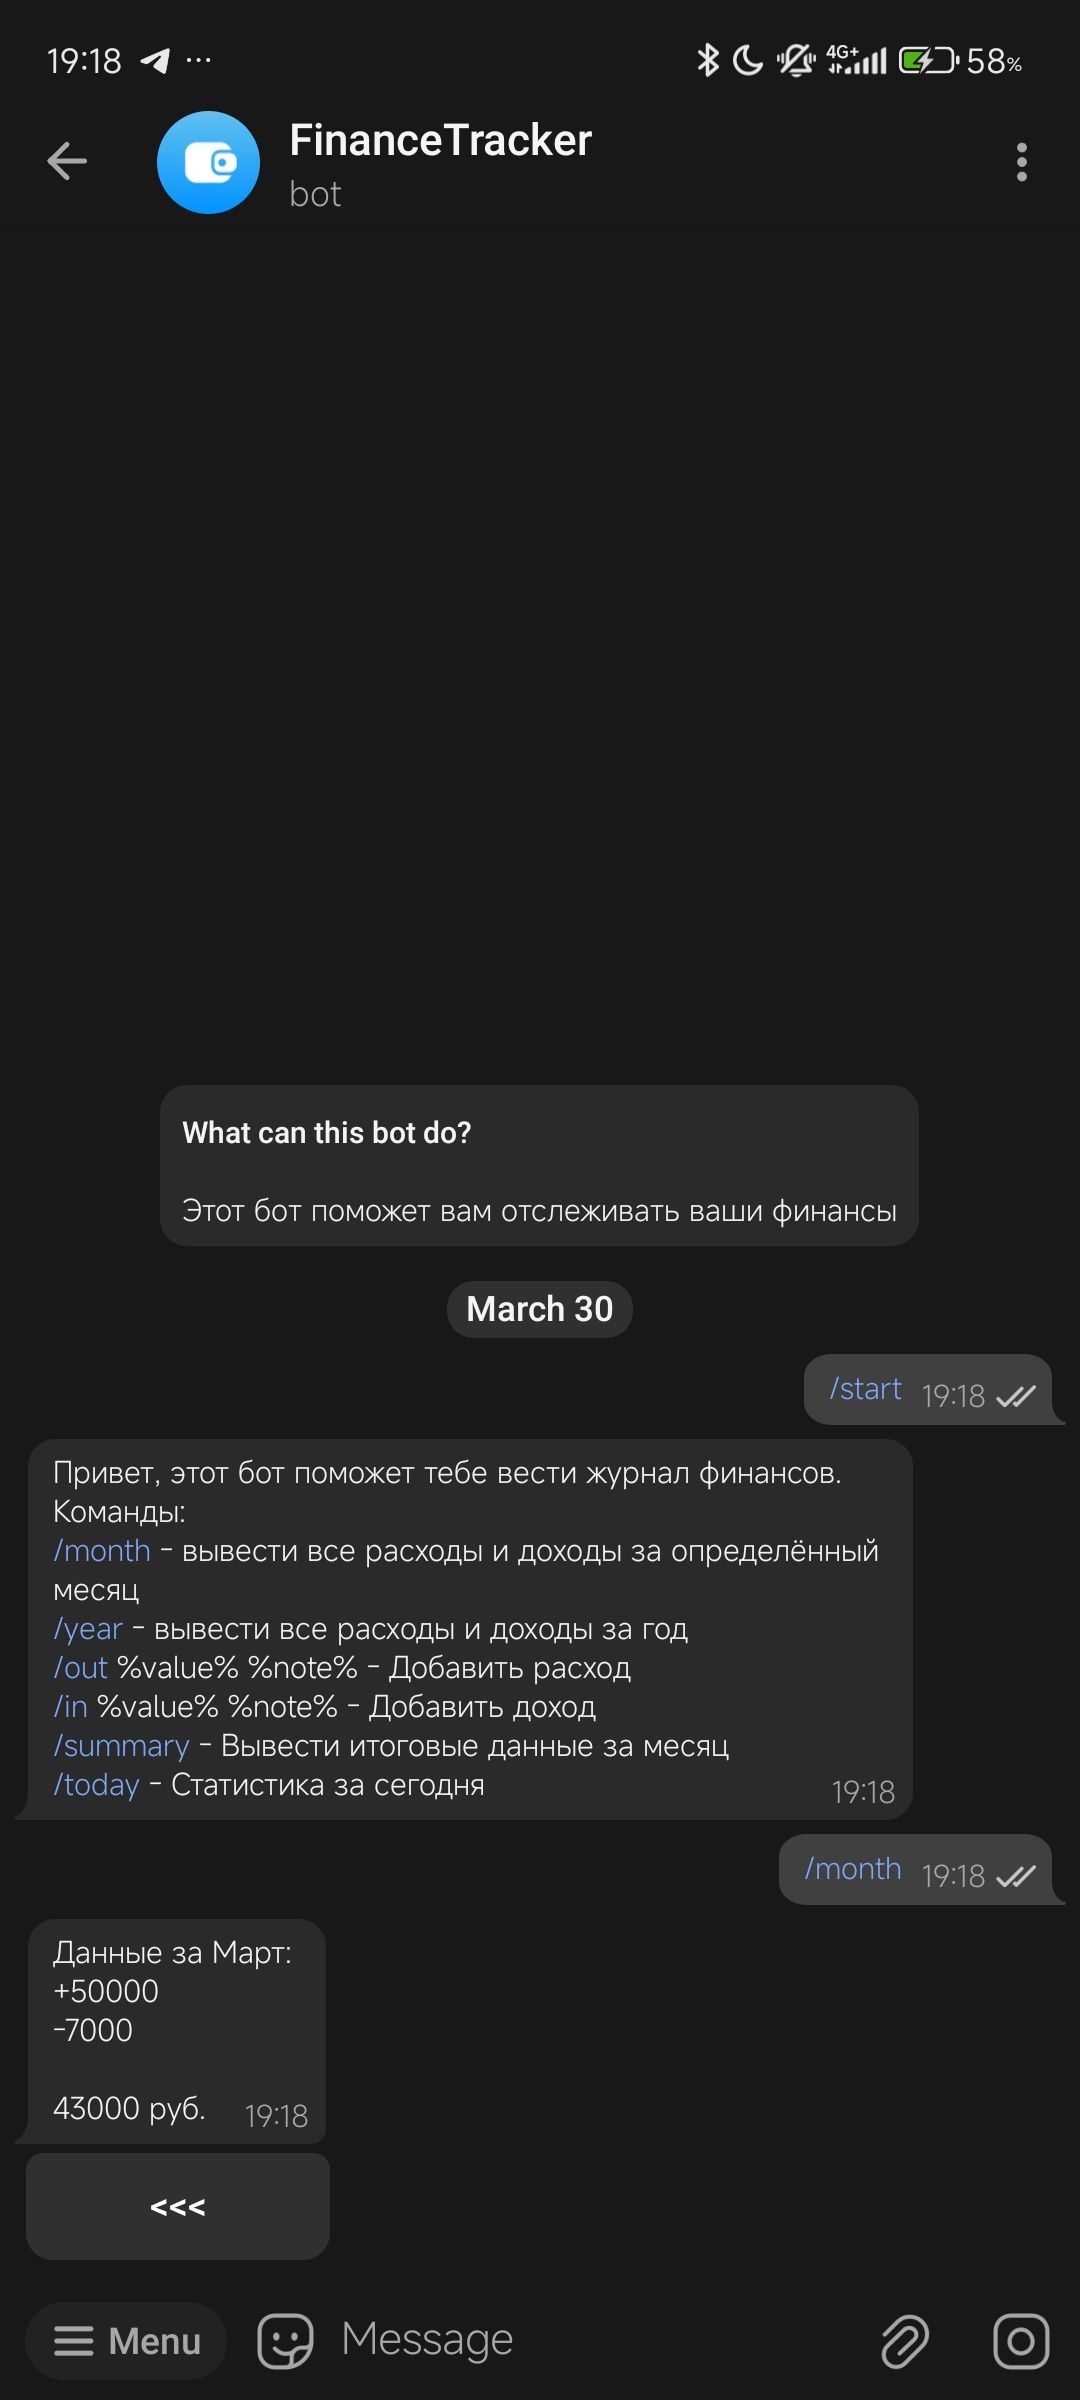 19:18 ... 4G+ 58%
FinanceTracker
bot
What can this bot do?
Этот бот поможет вам отслеживать ваши финансы
March 30
/start 19:18
Привет, этот бот поможет тебе вести журнал финансов.
Команды:
/month - вывести все расходы и доходы за определённый
месяц
/year - вывести все расходы и доходы за год
/out %value% %note% - Добавить расход
/in %value% %note% - Добавить доход
/summary - Вывести итоговые данные за месяц
/today - Статистика за сегодня 19:18
/month 19:18
Данные за Март:
+50000
-7000
43000 руб. 19:18
<<<
Menu Message